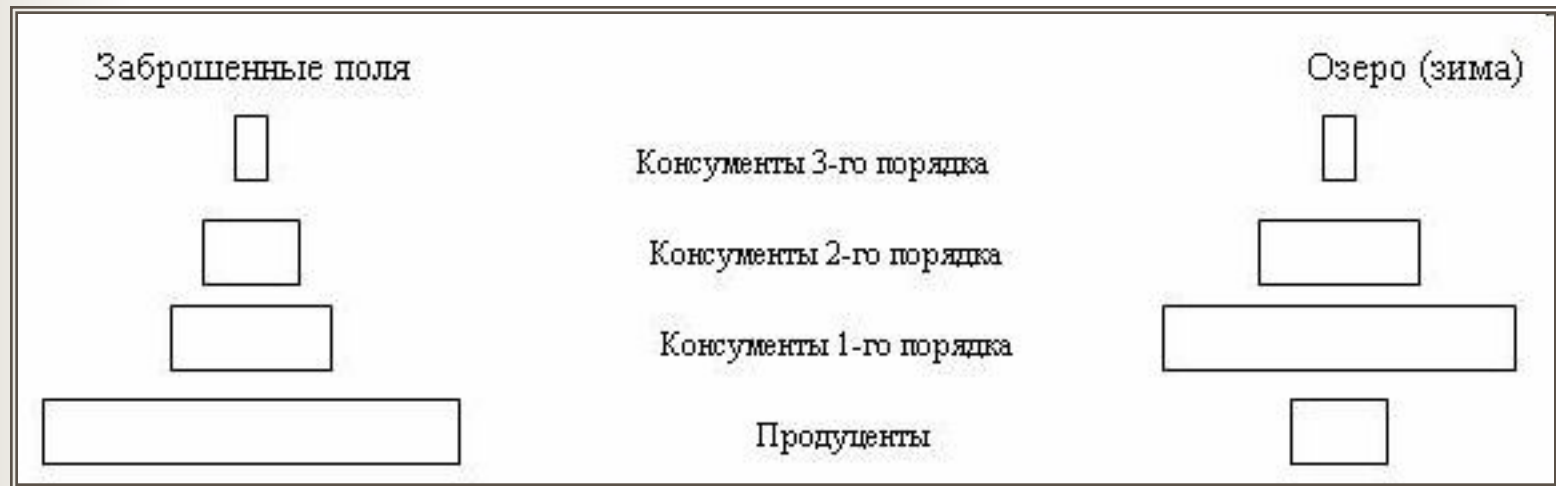 Заброшенные поля
Озеро (зима)
Консументы 3-го порядка
Консументы 2-го порядка
Консументы 1-го порядка
Продуценты